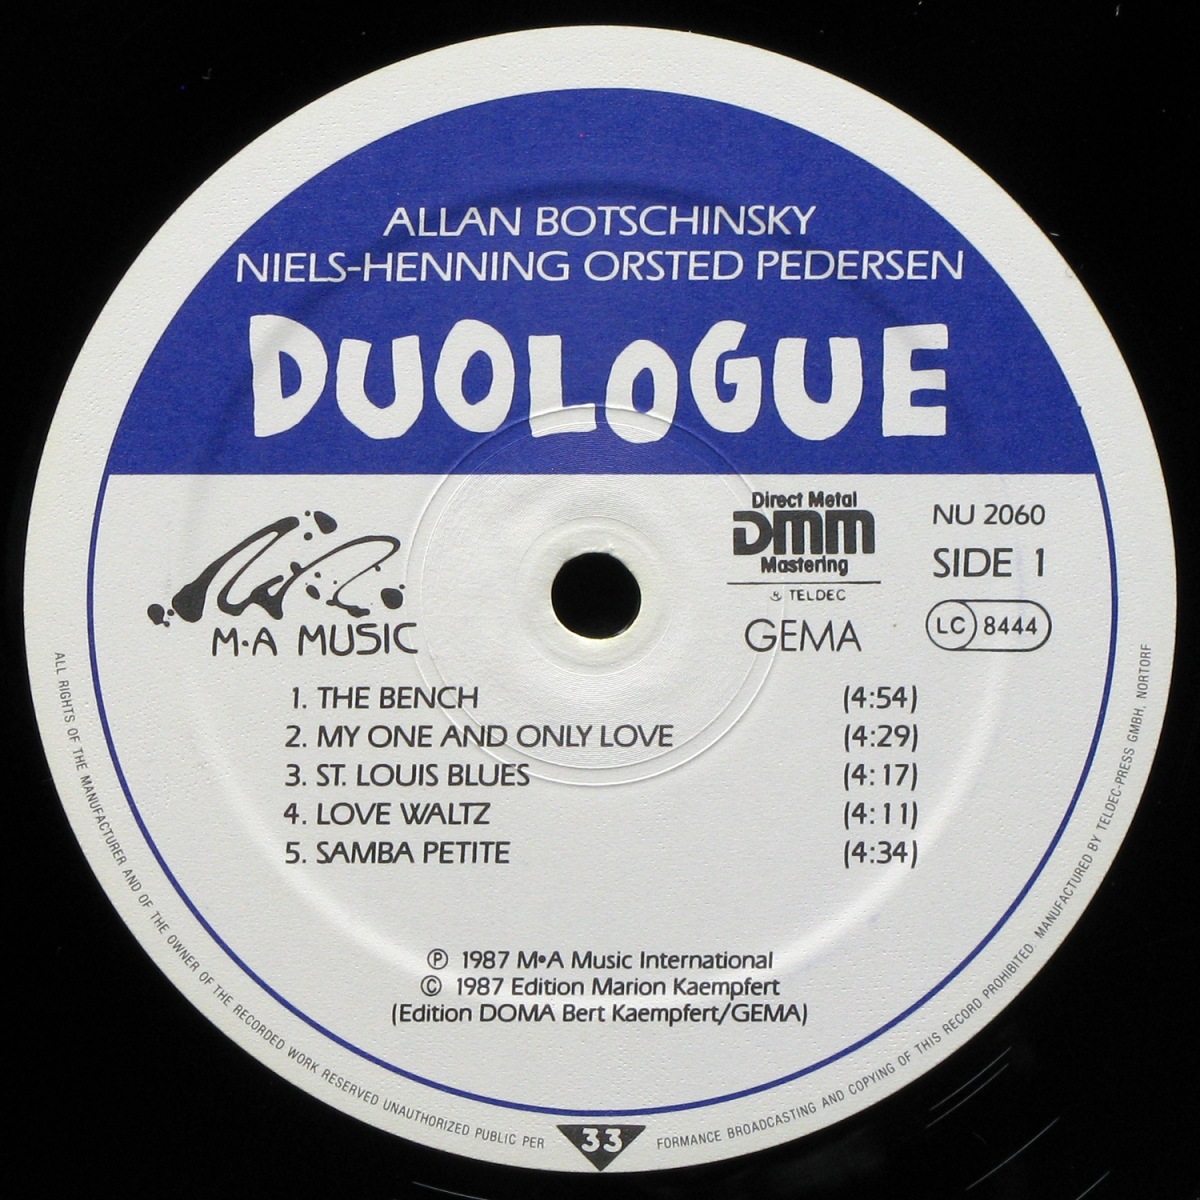 ALLAN BOTSCHINSKY
NIELS-HENNING ORSTED PEDERSEN
DUOLOGUE
Direct Metal
DMM
Mastering
& TELDEC
GEMA
NU 2060
SIDE 1
LC 8444
M·A MUSIC
1. THE BENCH (4:54)
2. MY ONE AND ONLY LOVE (4:29)
3. ST. LOUIS BLUES (4:17)
4. LOVE WALTZ (4:11)
5. SAMBA PETITE (4:34)
℗ 1987 M•A Music International
© 1987 Edition Marion Kaempfert
(Edition DOMA Bert Kaempfert/GEMA)
ALL RIGHTS OF THE MANUFACTURER AND OF THE OWNER OF THE RECORDED WORK RESERVED UNAUTHORIZED PUBLIC PER
33
FORMANCE BROADCASTING AND COPYING OF THIS RECORD PROHIBITED. MANUFACTURED BY TELDEC-PRESS GMBH, NORTORF